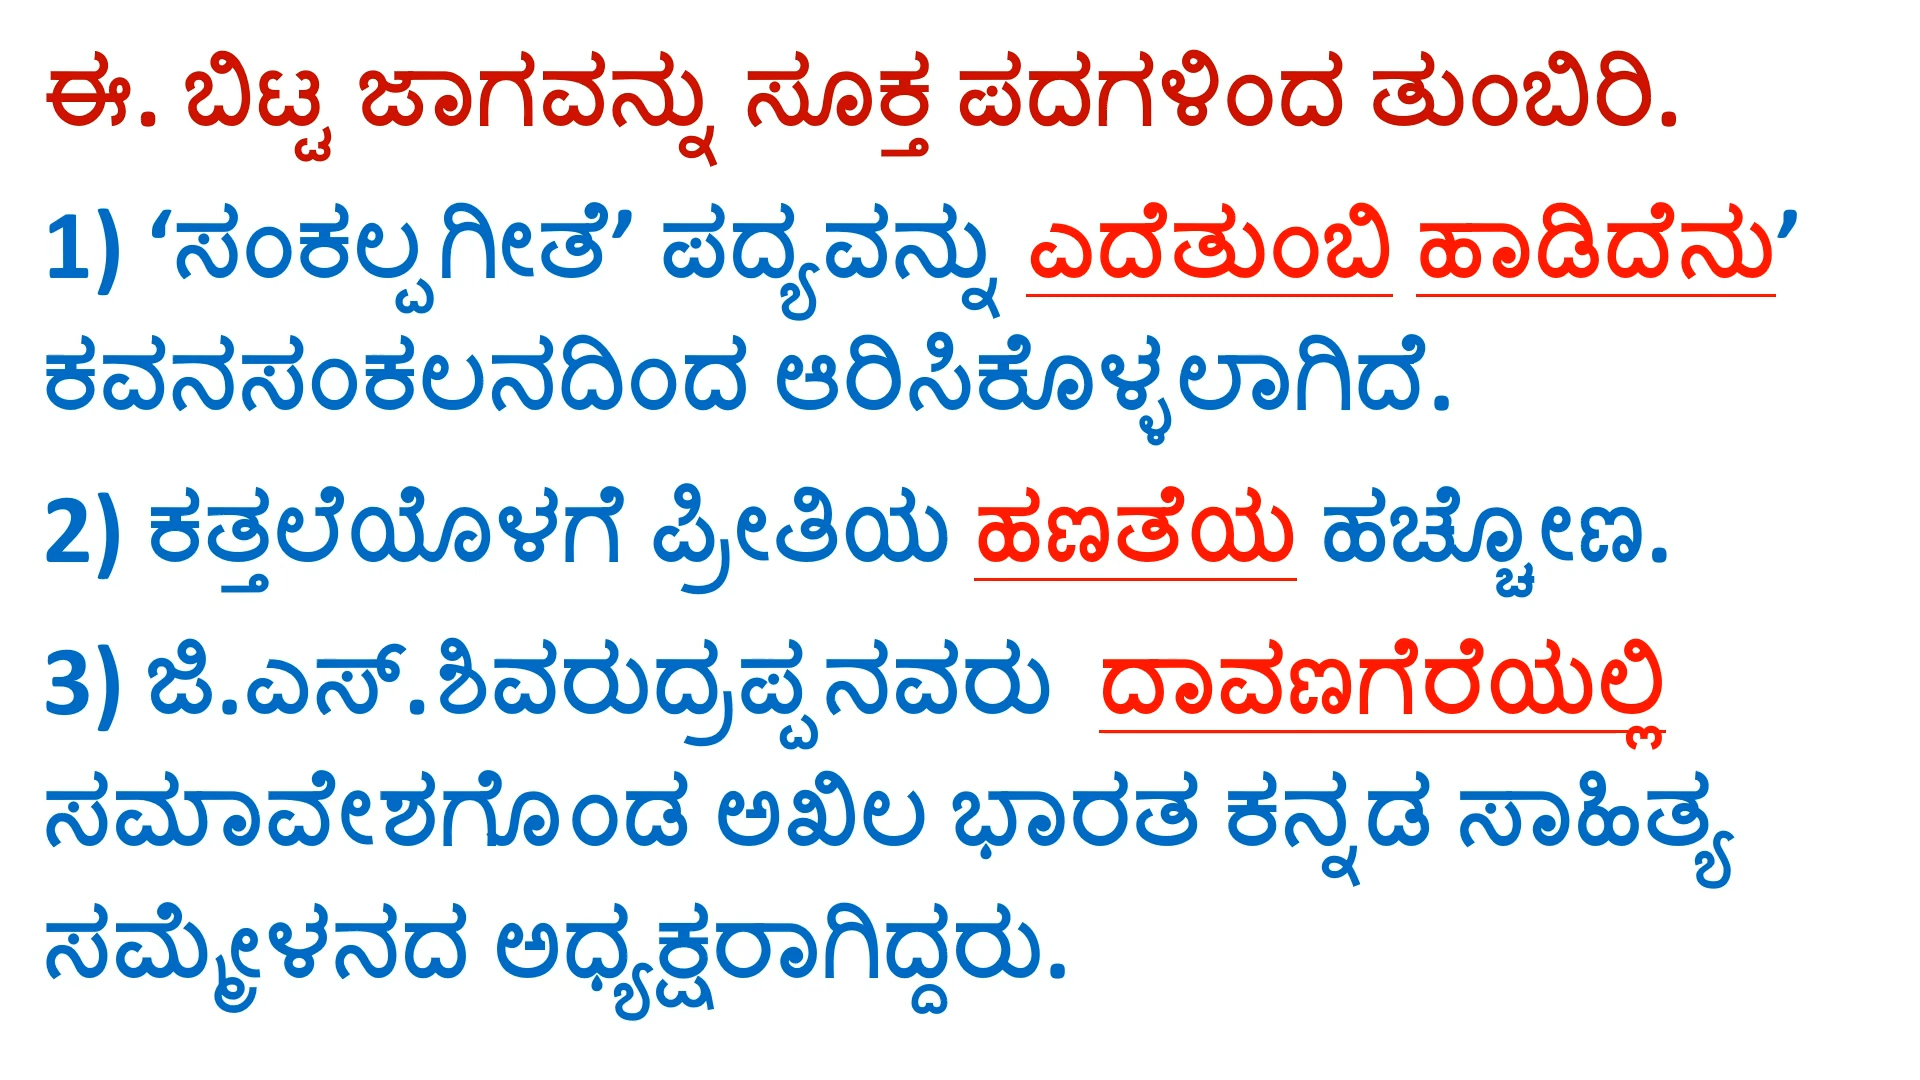 ಈ. ಬಿಟ್ಟ ಜಾಗವನ್ನು ಸೂಕ್ತ ಪದಗಳಿಂದ ತುಂಬಿರಿ.
1) ‘ಸಂಕಲ್ಪಗೀತೆ’ ಪದ್ಯವನ್ನು ಎದೆತುಂಬಿ ಹಾಡಿದೆನು’
ಕವನಸಂಕಲನದಿಂದ ಆರಿಸಿಕೊಳ್ಳಲಾಗಿದೆ.
2) ಕತ್ತಲೆಯೊಳಗೆ ಪ್ರೀತಿಯ ಹಣತೆಯ ಹಚ್ಚೋಣ.
3) ಜಿ.ಎಸ್.ಶಿವರುದ್ರಪ್ಪನವರು ದಾವಣಗೆರೆಯಲ್ಲಿ
ಸಮಾವೇಶಗೊಂಡ ಅಖಿಲ ಭಾರತ ಕನ್ನಡ ಸಾಹಿತ್ಯ
ಸಮ್ಮೇಳನದ ಅಧ್ಯಕ್ಷರಾಗಿದ್ದರು.